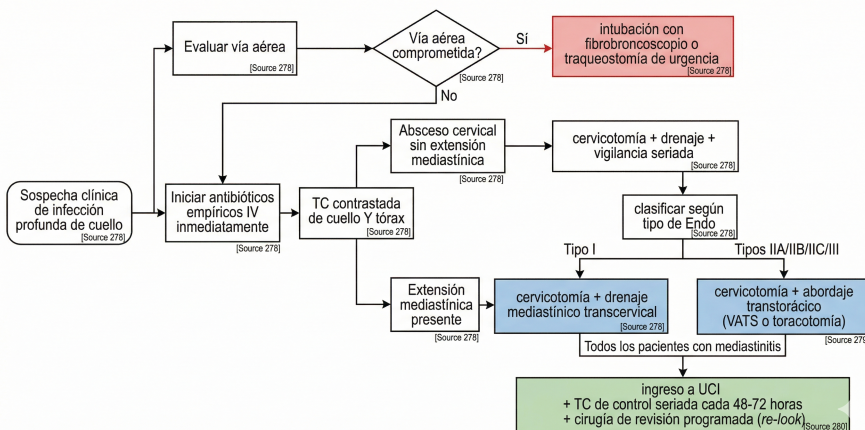 Evaluar vía aérea
[Source 278]
Vía aérea
comprometida?
[Source 278]
Sí
intubación con
fibrobroncoscopio o
traqueostomía de urgencia
[Source 278]
No
Sospecha clínica
de infección
profunda de cuello
[Source 278]
Iniciar antibióticos
empíricos IV
inmediatamente
[Source 278]
TC contrastada
de cuello Y tórax
[Source 278]
Absceso cervical
sin extensión
mediastínica
[Source 278]
cervicotomía + drenaje +
vigilancia seriada
[Source 278]
clasificar según
tipo de Endo
[Source 278]
Tipo I
Tipos IIA/IIB/IIC/III
Extensión
mediastínica
presente
[Source 278]
cervicotomía + drenaje
mediastínico transcervical
[Source 278]
cervicotomía + abordaje
transtorácico
(VATS o toracotomía)
[Source 279
Todos los pacientes con mediastinitis
ingreso a UCI
+ TC de control seriada cada 48-72 horas
+ cirugía de revisión programada (re-look)
[Source 280]